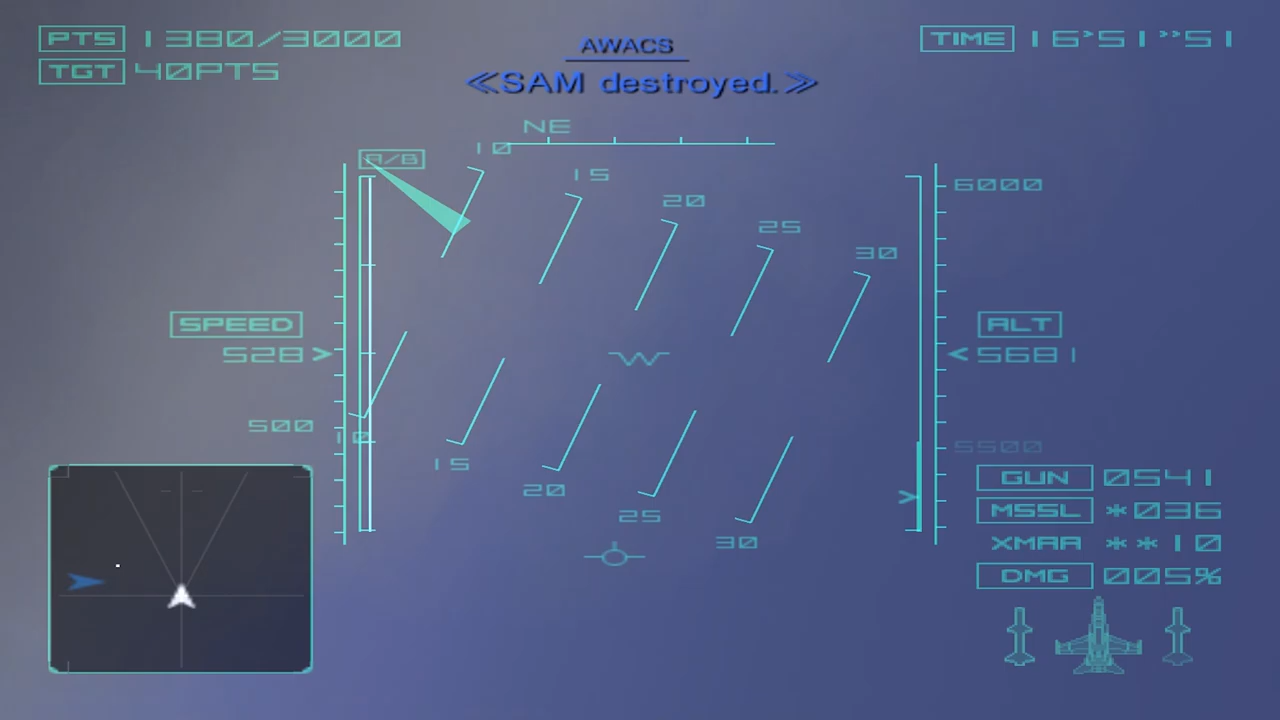 PTS 1380/3000
TGT 40PTS
AWACS
<<SAM destroyed.>>
TIME 16'51"51
NE
A/B
10
15
20
25
30
6000
SPEED
528 >
ALT
< 5681
500
10
15
20
25
30
5500
GUN 0541
MSSL *036
XMAA **10
DMG 005%